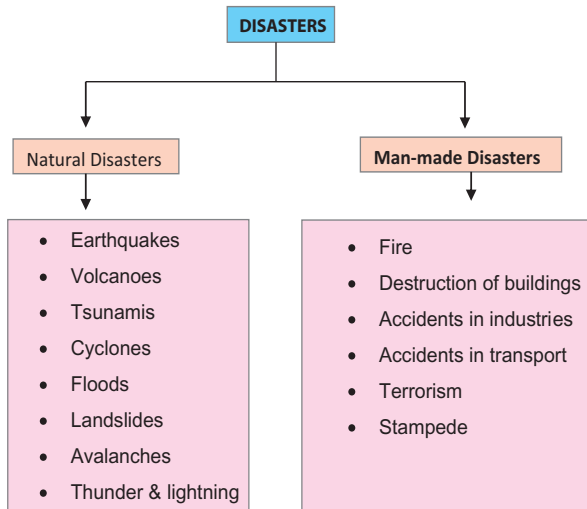 DISASTERS
Natural Disasters
Man-made Disasters
• Earthquakes
• Volcanoes
• Tsunamis
• Cyclones
• Floods
• Landslides
• Avalanches
• Thunder & lightning
• Fire
• Destruction of buildings
• Accidents in industries
• Accidents in transport
• Terrorism
• Stampede